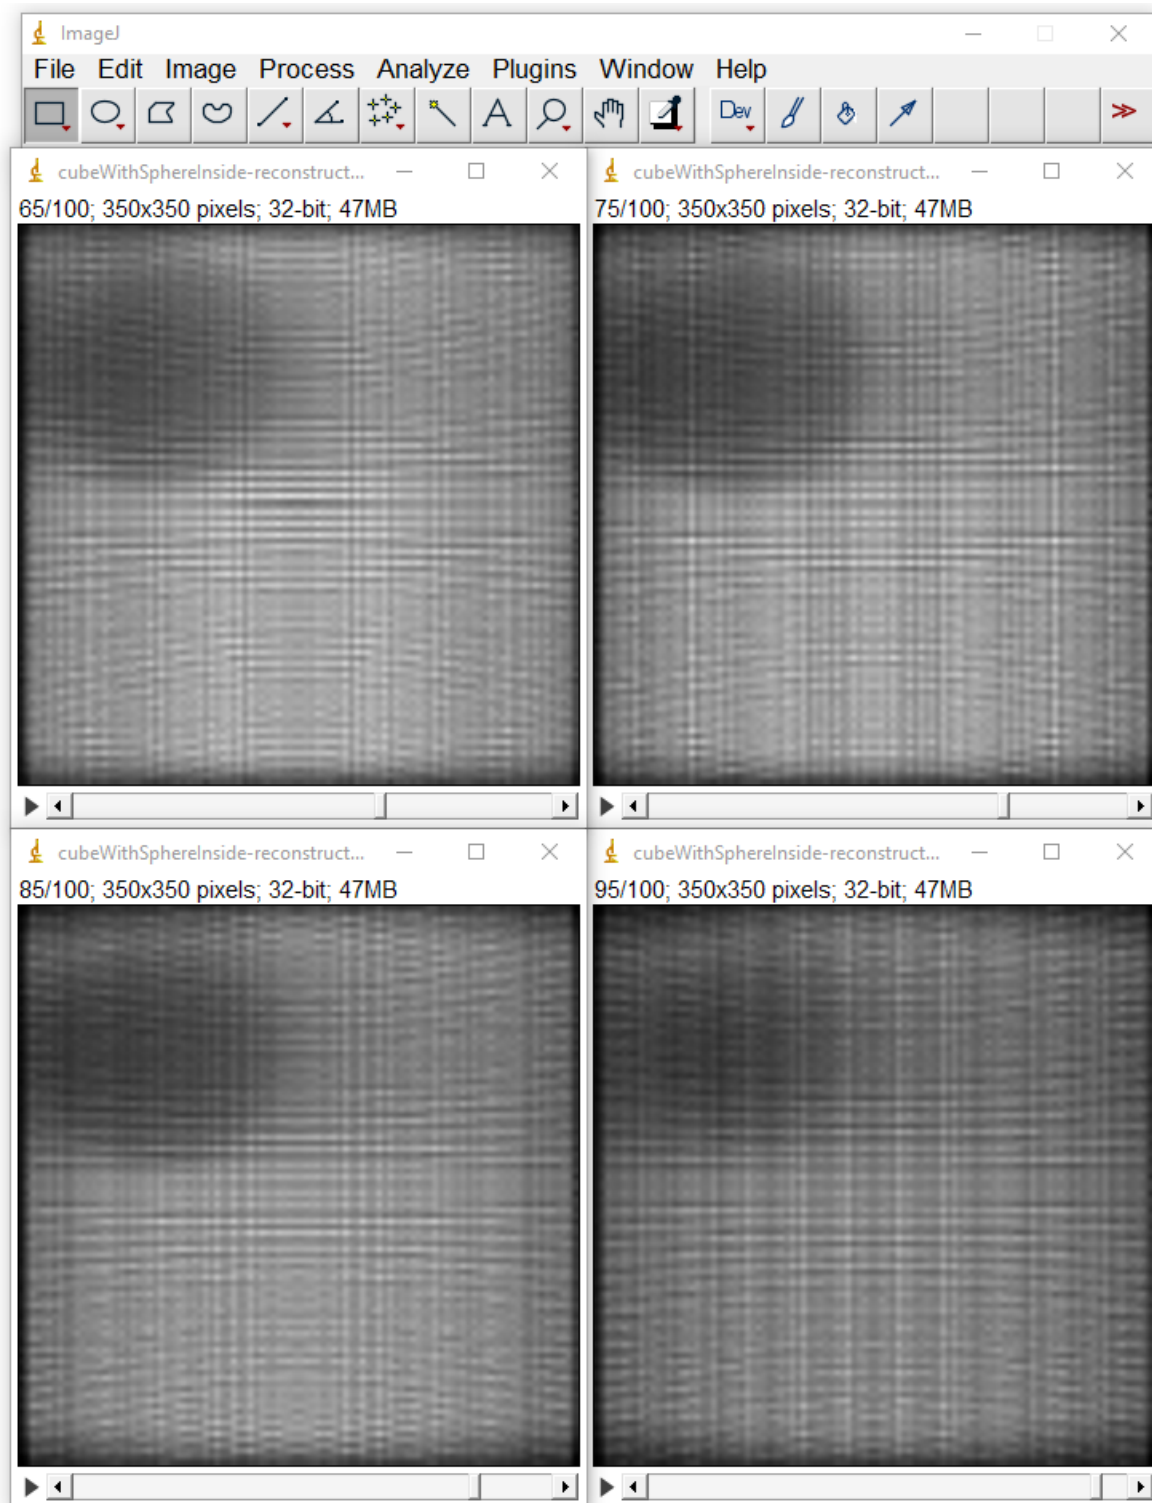 ImageJ
File Edit Image Process Analyze Plugins Window Help
Dev
cubeWithSphereInside-reconstruct...
65/100; 350x350 pixels; 32-bit; 47MB
cubeWithSphereInside-reconstruct...
75/100; 350x350 pixels; 32-bit; 47MB
cubeWithSphereInside-reconstruct...
85/100; 350x350 pixels; 32-bit; 47MB
cubeWithSphereInside-reconstruct...
95/100; 350x350 pixels; 32-bit; 47MB